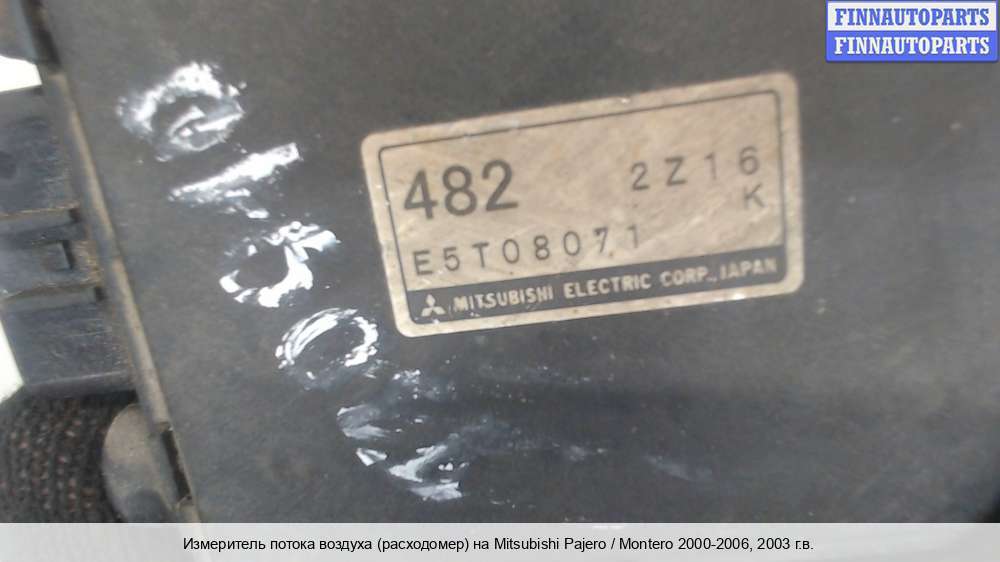 FINNAUTOPARTS
FINNAUTOPARTS
482 2Z16
K
E5T08071
MITSUBISHI ELECTRIC CORP., JAPAN
Измеритель потока воздуха (расходомер) на Mitsubishi Pajero / Montero 2000-2006, 2003 г.в.